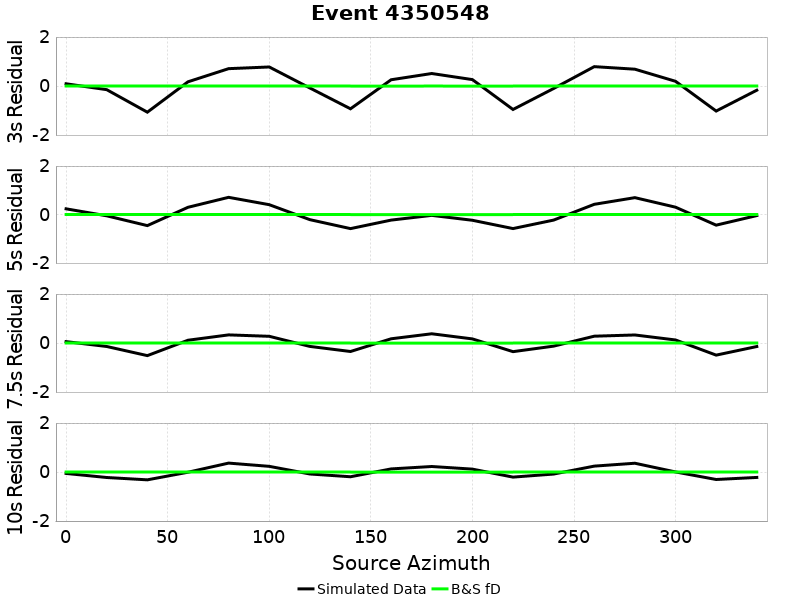 Event 4350548
3s Residual
2
0
-2
5s Residual
2
0
-2
7.5s Residual
2
0
-2
10s Residual
2
0
-2
0 50 100 150 200 250 300
Source Azimuth
Simulated Data B&S fD